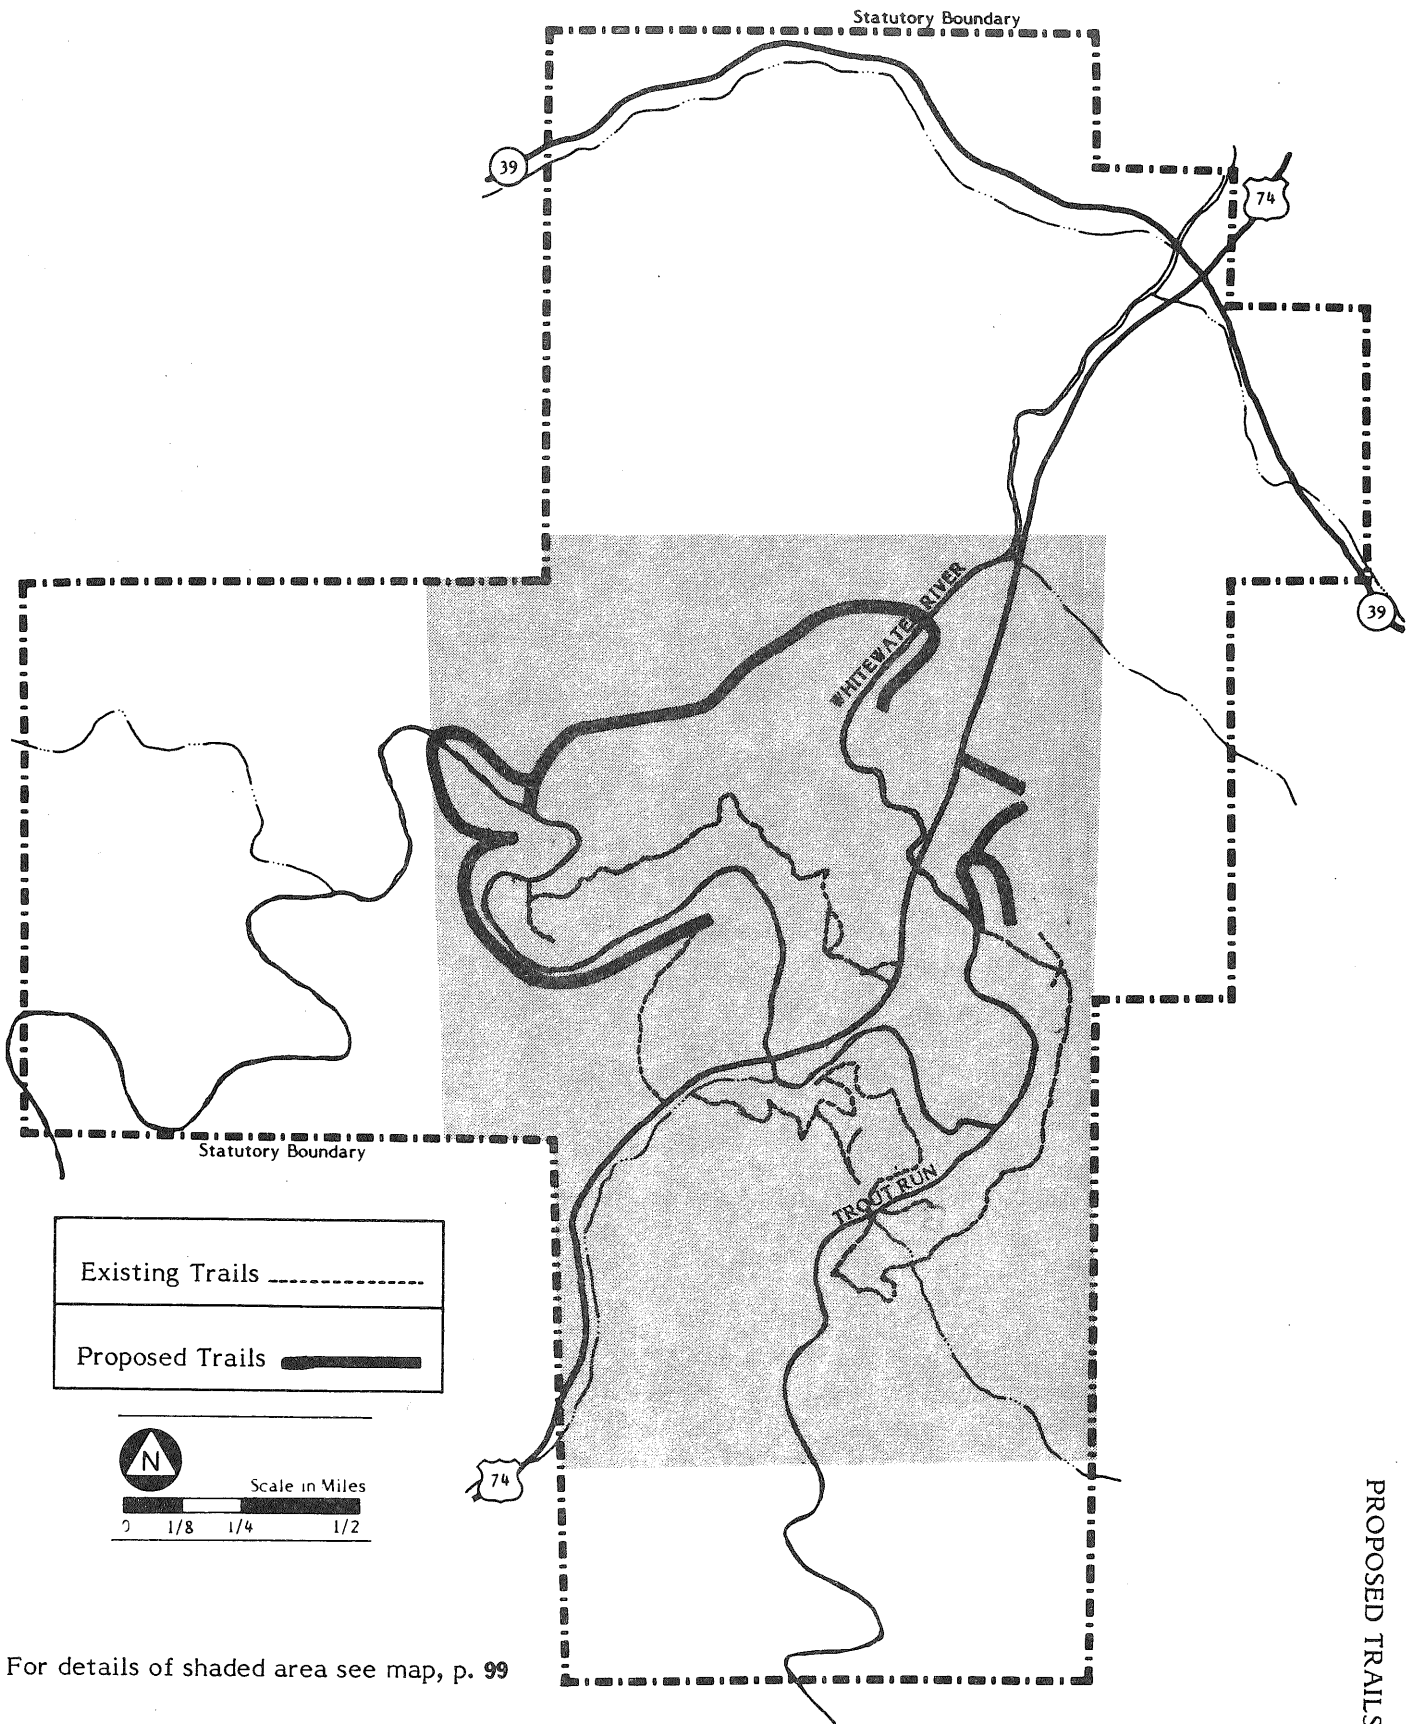 Statutory Boundary
39
74
39
WHITEWATER RIVER
Statutory Boundary
TROUT RUN
Existing Trails
Proposed Trails
N
Scale in Miles
0 1/8 1/4 1/2
74
For details of shaded area see map, p. 99
PROPOSED TRAILS